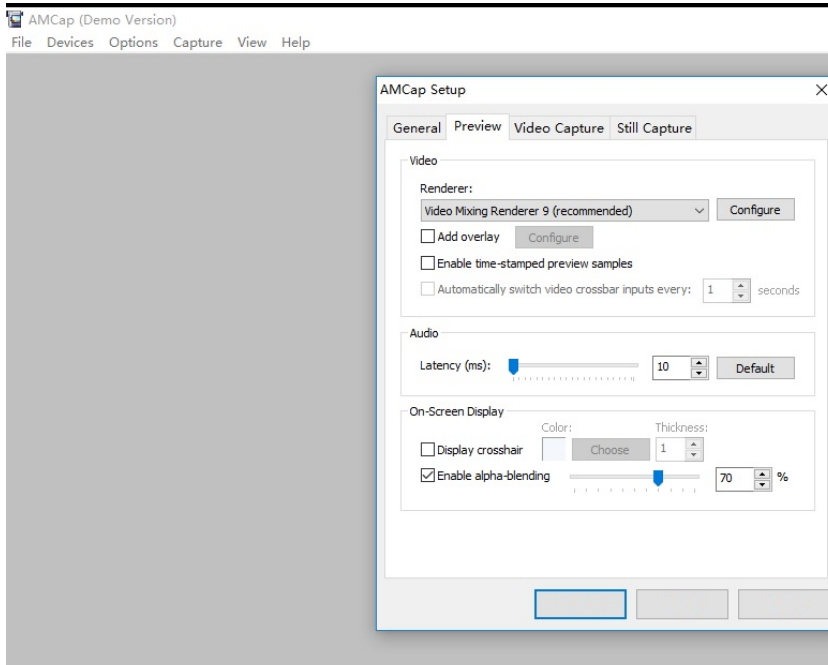 AMCap (Demo Version)
File Devices Options Capture View Help
AMCap Setup
General Preview Video Capture Still Capture
Video
Renderer:
Video Mixing Renderer 9 (recommended) Configure
Add overlay Configure
Enable time-stamped preview samples
Automatically switch video crossbar inputs every: 1 seconds
Audio
Latency (ms): 10 Default
On-Screen Display
Color: Thickness:
Display crosshair Choose 1
Enable alpha-blending 70 %